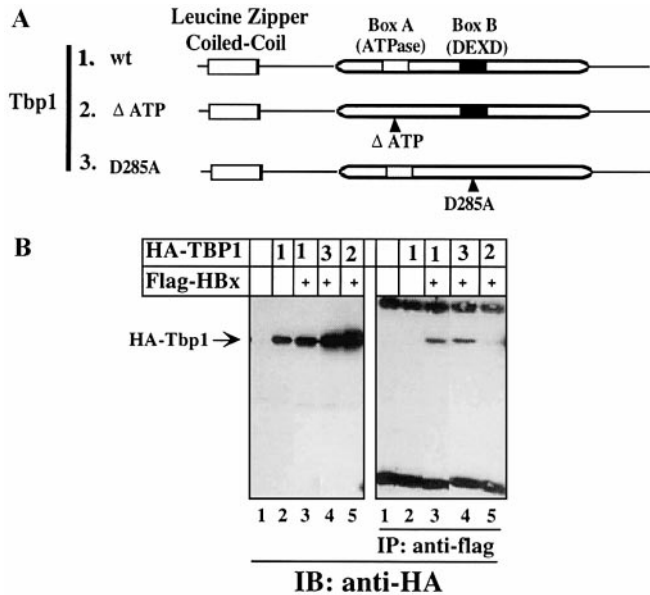 A
Leucine Zipper
Coiled-Coil
Box A
(ATPase)
Box B
(DEXD)
Tbp1
1. wt
2. Δ ATP
Δ ATP
3. D285A
D285A
B
HA-TBP1 1 1 3 2 1 1 3 2
Flag-HBx + + + + + +
HA-Tbp1
1 2 3 4 5 1 2 3 4 5
IP: anti-flag
IB: anti-HA